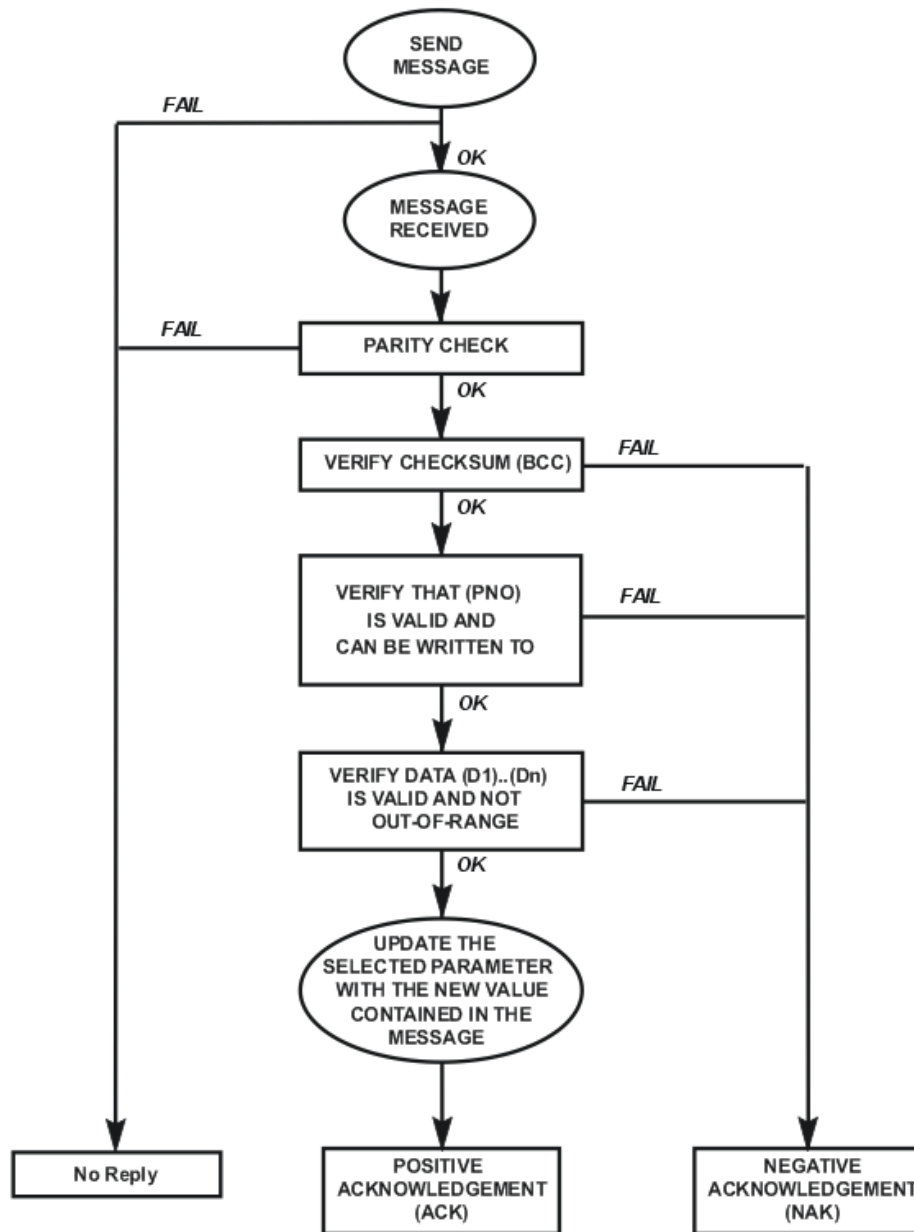 SEND
MESSAGE
FAIL
OK
MESSAGE
RECEIVED
FAIL
PARITY CHECK
OK
VERIFY CHECKSUM (BCC)
FAIL
OK
VERIFY THAT (PNO)
IS VALID AND
CAN BE WRITTEN TO
FAIL
OK
VERIFY DATA (D1)..(Dn)
IS VALID AND NOT
OUT-OF-RANGE
FAIL
OK
UPDATE THE
SELECTED PARAMETER
WITH THE NEW VALUE
CONTAINED IN THE
MESSAGE
No Reply
POSITIVE
ACKNOWLEDGEMENT
(ACK)
NEGATIVE
ACKNOWLEDGEMENT
(NAK)